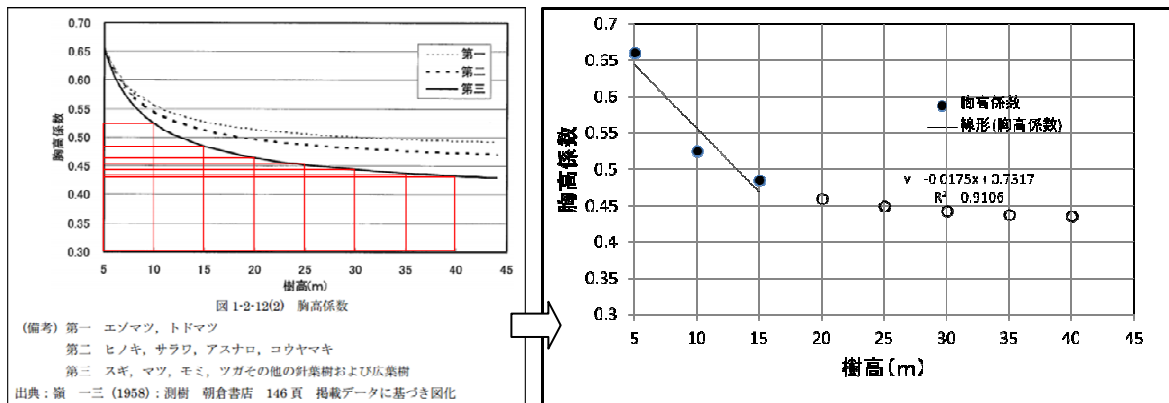 0.70
0.65
0.60
0.55
0.50
0.45
0.40
0.35
0.30
胸高係数
第一
第二
第三
5 10 15 20 25 30 35 40 45
樹高(m)
図 1-2-12(2) 胸高係数
(備考) 第一 エゾマツ，トドマツ
第二 ヒノキ，サワラ，アスナロ，コウヤマキ
第三 スギ，マツ，モミ，ツガその他の針葉樹および広葉樹
出典：嶺 一三 (1958)；測樹 朝倉書店 146 頁 掲載データに基づき図化
0.7
0.65
0.6
0.55
0.5
0.45
0.4
0.35
0.3
胸高係数
胸高係数
線形(胸高係数)
y -0.0175x+0.7317
R² 0.9106
5 10 15 20 25 30 35 40 45
樹高(m)